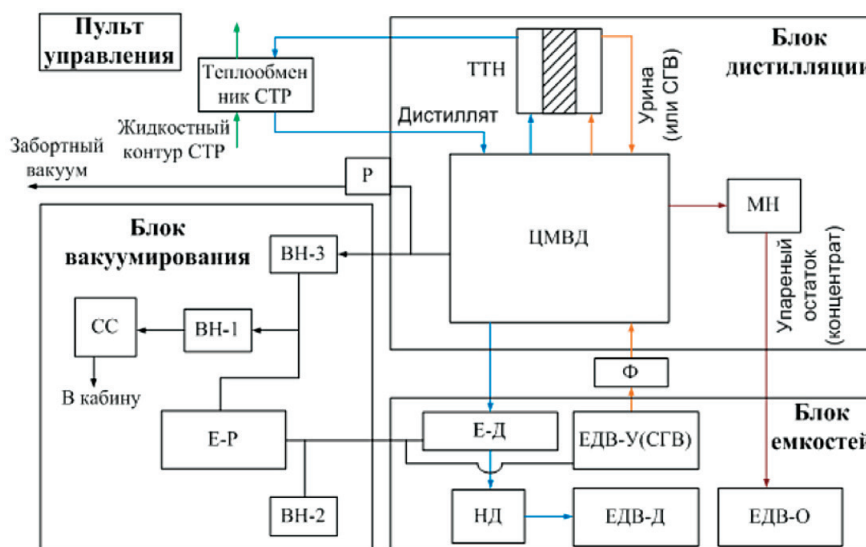 Пульт
управления
Теплообмен
ник СТР
Жидкостный
контур СТР
Забортный
вакуум
Дистиллят
ТТН
Урина
(или СГВ)
Блок
дистилляции
Р
ЦМВД
МН
Упареный
остаток
(концентрат)
Блок
вакуумирования
ВН-3
СС
ВН-1
В кабину
Е-Р
ВН-2
Ф
Е-Д
ЕДВ-У(СГВ)
Блок
емкостей
НД
ЕДВ-Д
ЕДВ-О